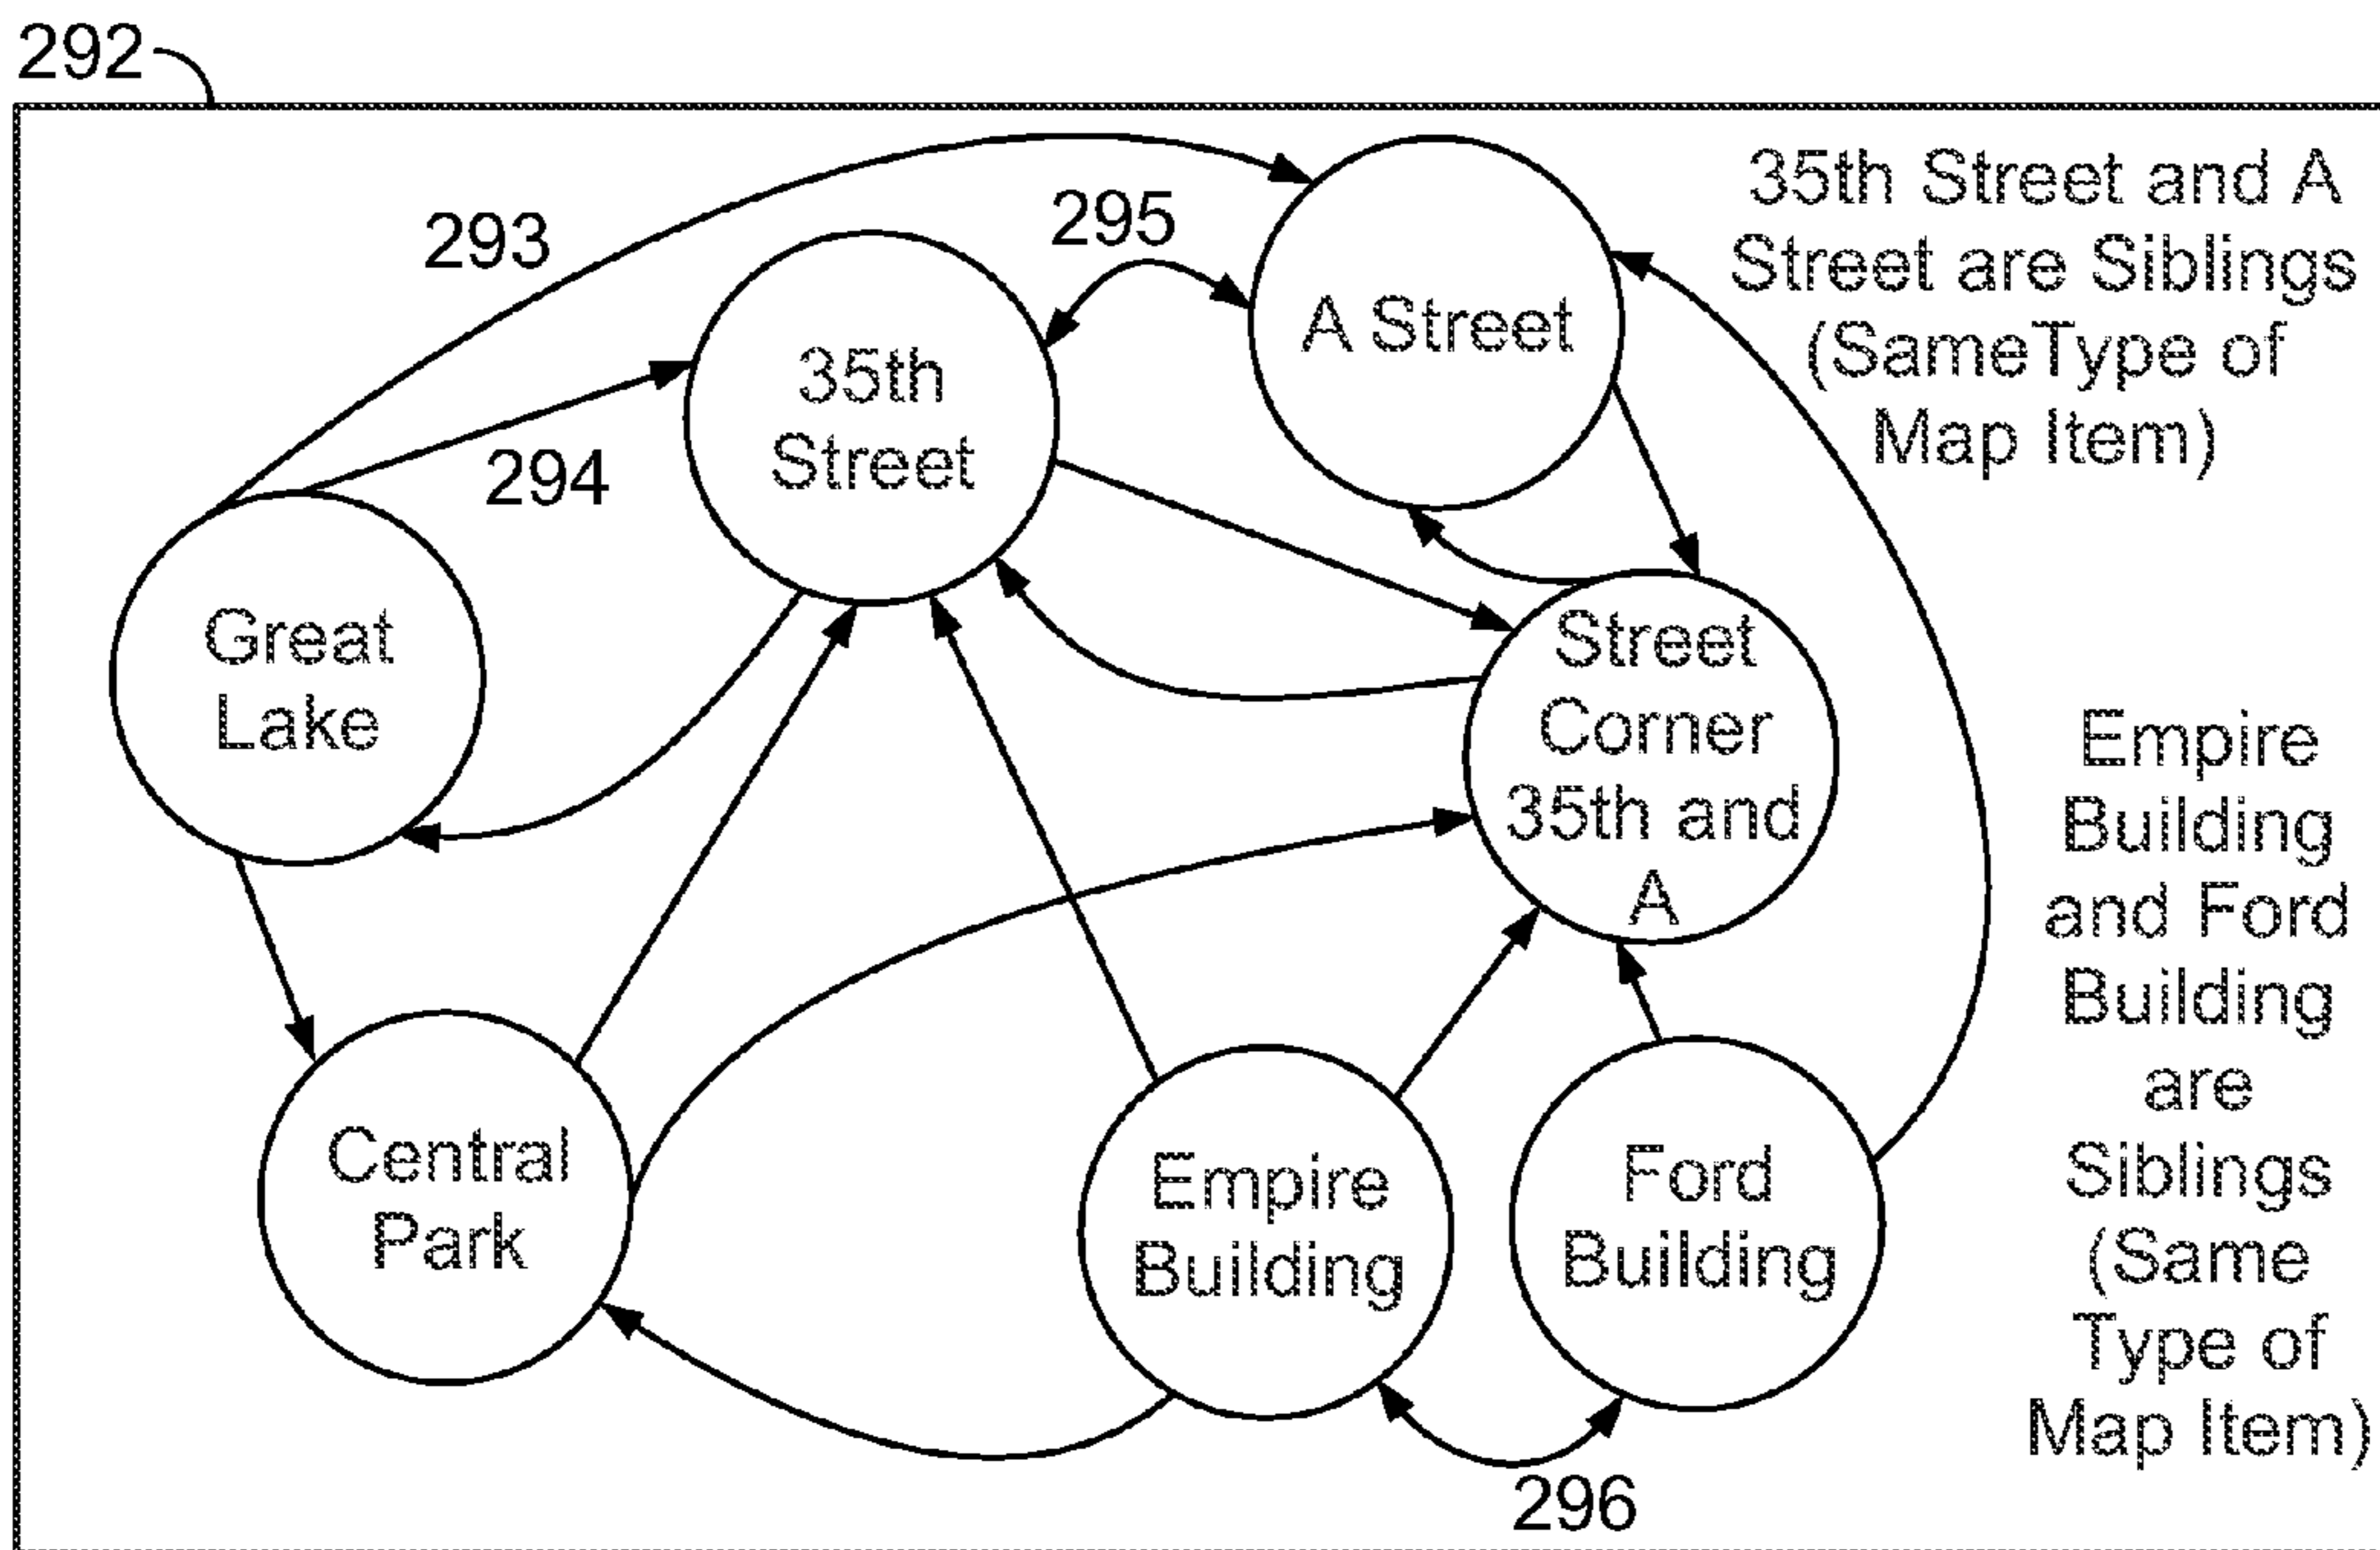 292
293
294
295
35th
Street
A Street
35th Street and A
Street are Siblings
(SameType of
Map Item)
Great
Lake
Street
Corner
35th and
A
Central
Park
Empire
Building
Ford
Building
296
Empire
Building
and Ford
Building
are
Siblings
(Same
Type of
Map Item)